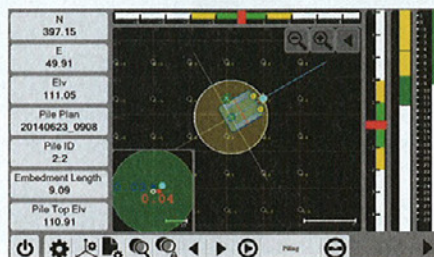 N
397.15
E
49.91
Elv
111.05
Pile Plan
20140623_0908
Pile ID
2:2
Embedment Length
9.09
Pile Top Elv
110.91
0.04
Piling